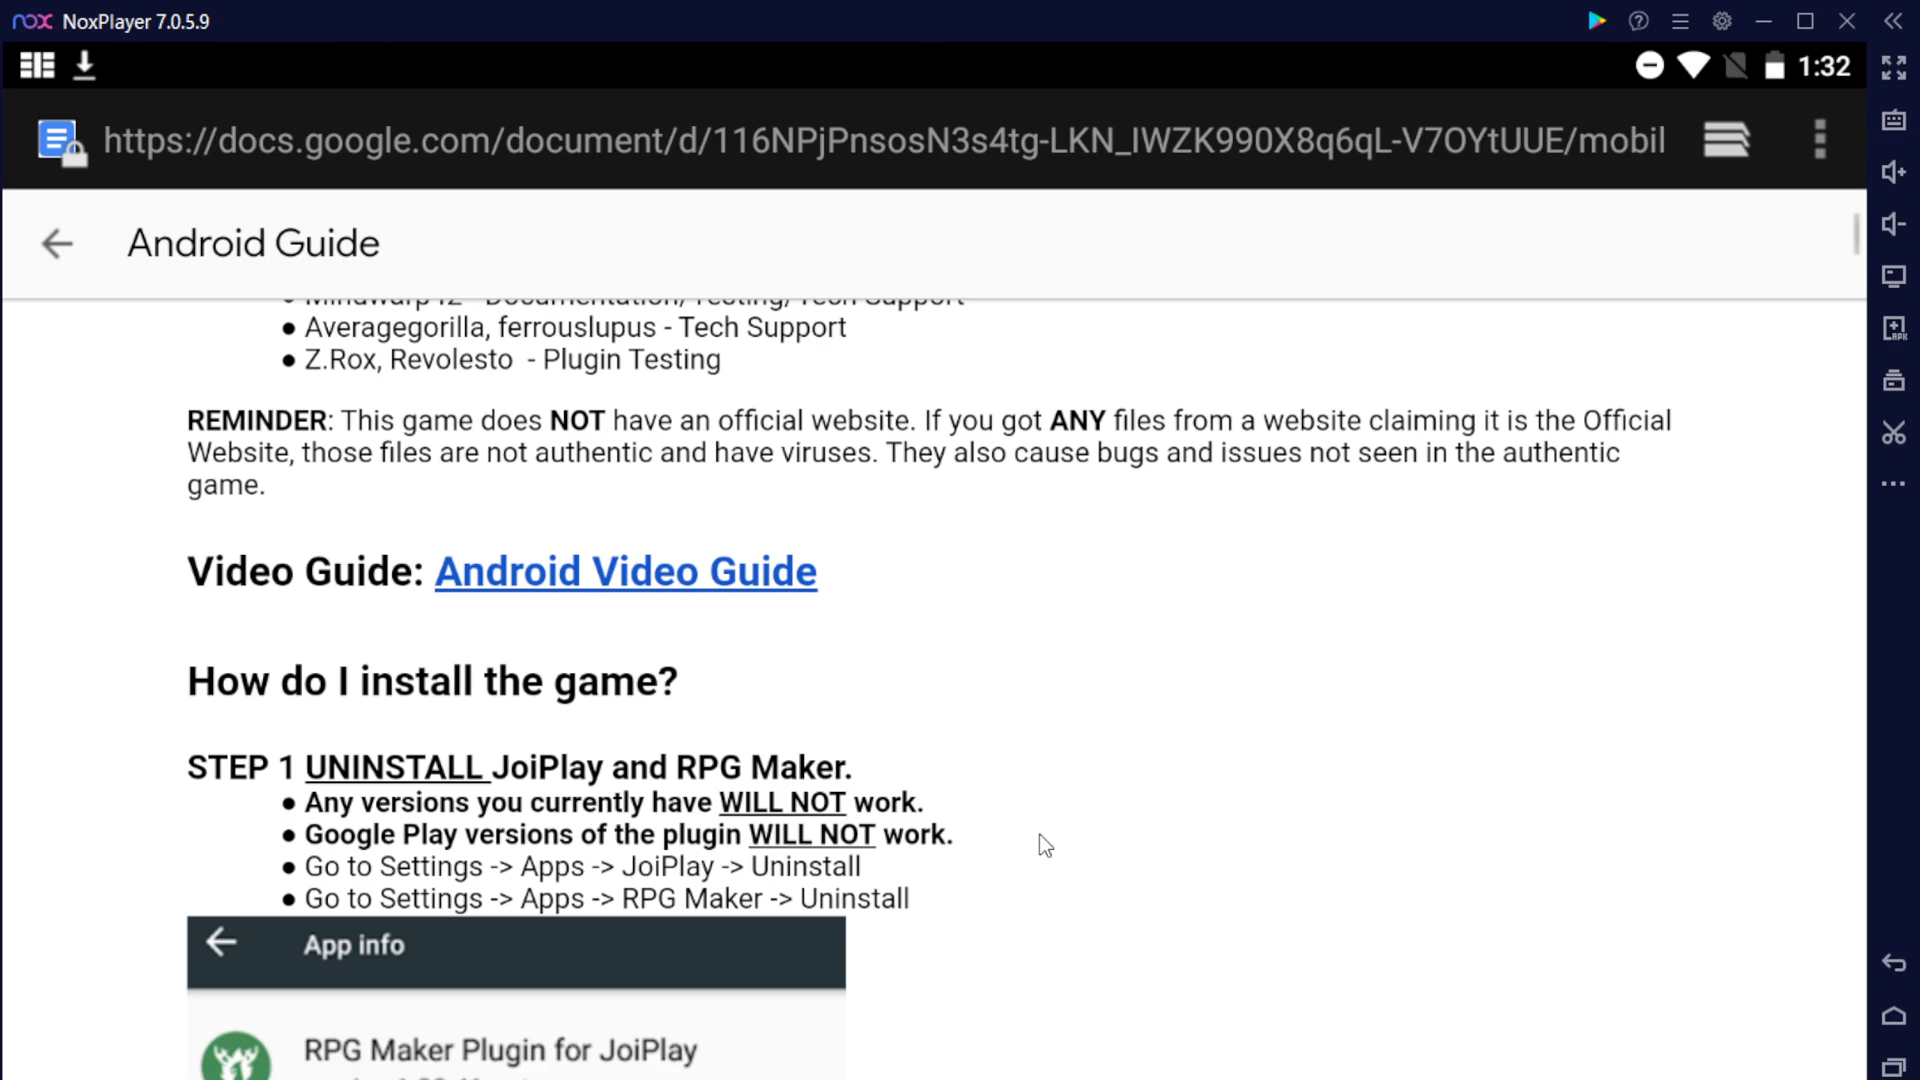 nox NoxPlayer 7.0.5.9
1:32
https://docs.google.com/document/d/116NPjPnsosN3s4tg-LKN_IWZK990X8q6qL-V7OYtUUE/mobil
Android Guide
● Mindwarp12 - Documentation/Testing/Tech Support
● Averagegorilla, ferrouslupus - Tech Support
● Z.Rox, Revolesto  - Plugin Testing
REMINDER: This game does NOT have an official website. If you got ANY files from a website claiming it is the Official
Website, those files are not authentic and have viruses. They also cause bugs and issues not seen in the authentic
game.
Video Guide: Android Video Guide
How do I install the game?
STEP 1 UNINSTALL JoiPlay and RPG Maker.
● Any versions you currently have WILL NOT work.
● Google Play versions of the plugin WILL NOT work.
● Go to Settings -> Apps -> JoiPlay -> Uninstall
● Go to Settings -> Apps -> RPG Maker -> Uninstall
App info
RPG Maker Plugin for JoiPlay